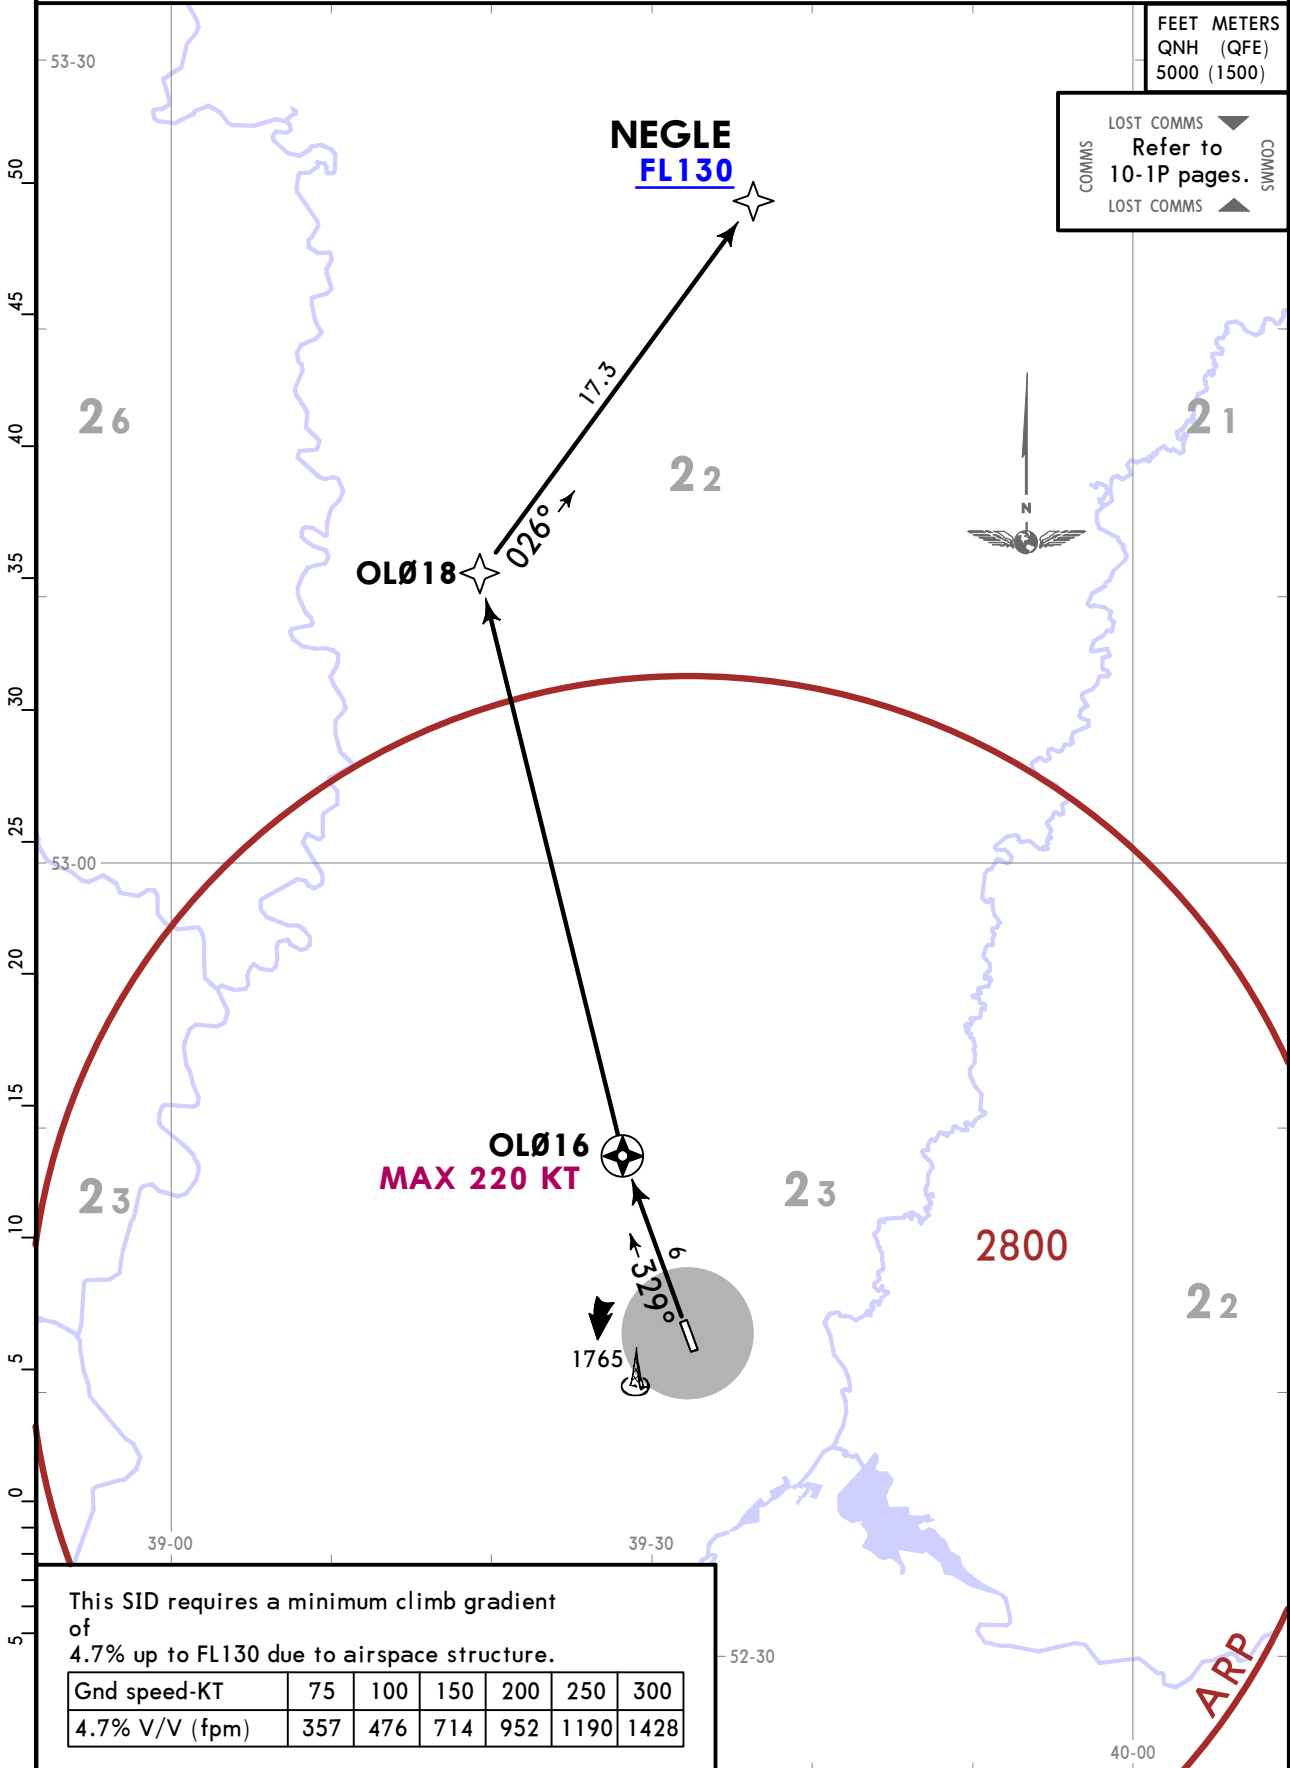 FEET METERS
QNH (QFE)
5000 (1500)
53-30
LOST COMMS
COMMS
Refer to
10-1P pages.
COMMS
LOST COMMS
NEGLE
FL130
50
45
17.3
26
40
21
22
N
026°
35
OLØ18
30
25
53-00
20
15
OLØ16
MAX 220 KT
23
23
10
2800
6
329°
22
1765
5
0
39-00
39-30
This SID requires a minimum climb gradient
of
4.7% up to FL130 due to airspace structure.
5
52-30
ARP
Gnd speed-KT 75 100 150 200 250 300
4.7% V/V (fpm) 357 476 714 952 1190 1428
40-00